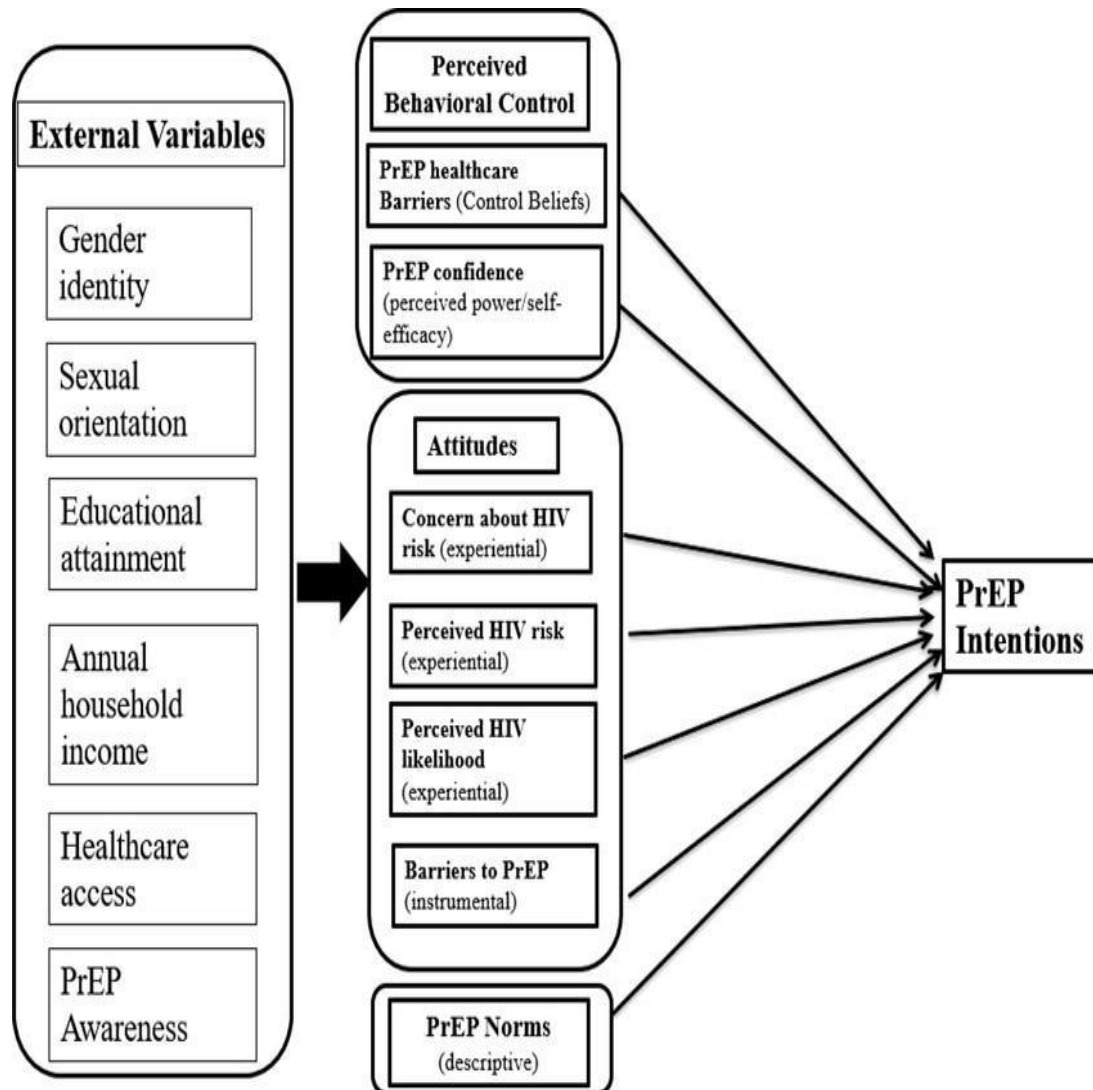 External Variables
Gender
identity
Sexual
orientation
Educational
attainment
Annual
household
income
Healthcare
access
PrEP
Awareness
Perceived
Behavioral Control
PrEP healthcare
Barriers (Control Beliefs)
PrEP confidence
(perceived power/self-
efficacy)
Attitudes
Concern about HIV
risk (experiential)
Perceived HIV risk
(experiential)
Perceived HIV
likelihood
(experiential)
Barriers to PrEP
(instrumental)
PrEP Norms
(descriptive)
PrEP
Intentions